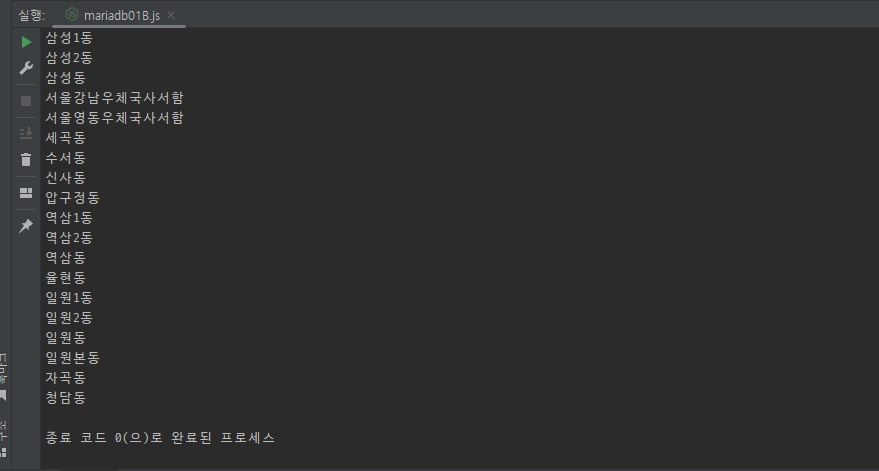 실행: mariadb01B.js
삼성1동
삼성2동
삼성동
서울강남우체국사서함
서울영동우체국사서함
세곡동
수서동
신사동
압구정동
역삼1동
역삼2동
역삼동
율현동
일원1동
일원2동
일원동
일원본동
자곡동
청담동
종료 코드 0(으)로 완료된 프로세스